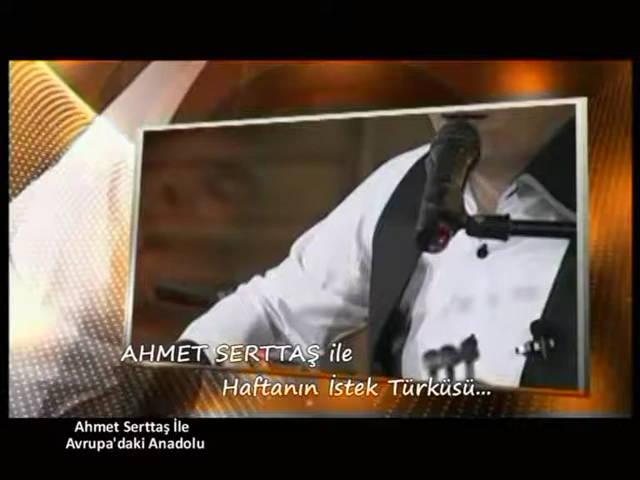 AHMET SERTTAŞ ile
Haftanın İstek Türküsü...
Ahmet Serttaş İle
Avrupa'daki Anadolu